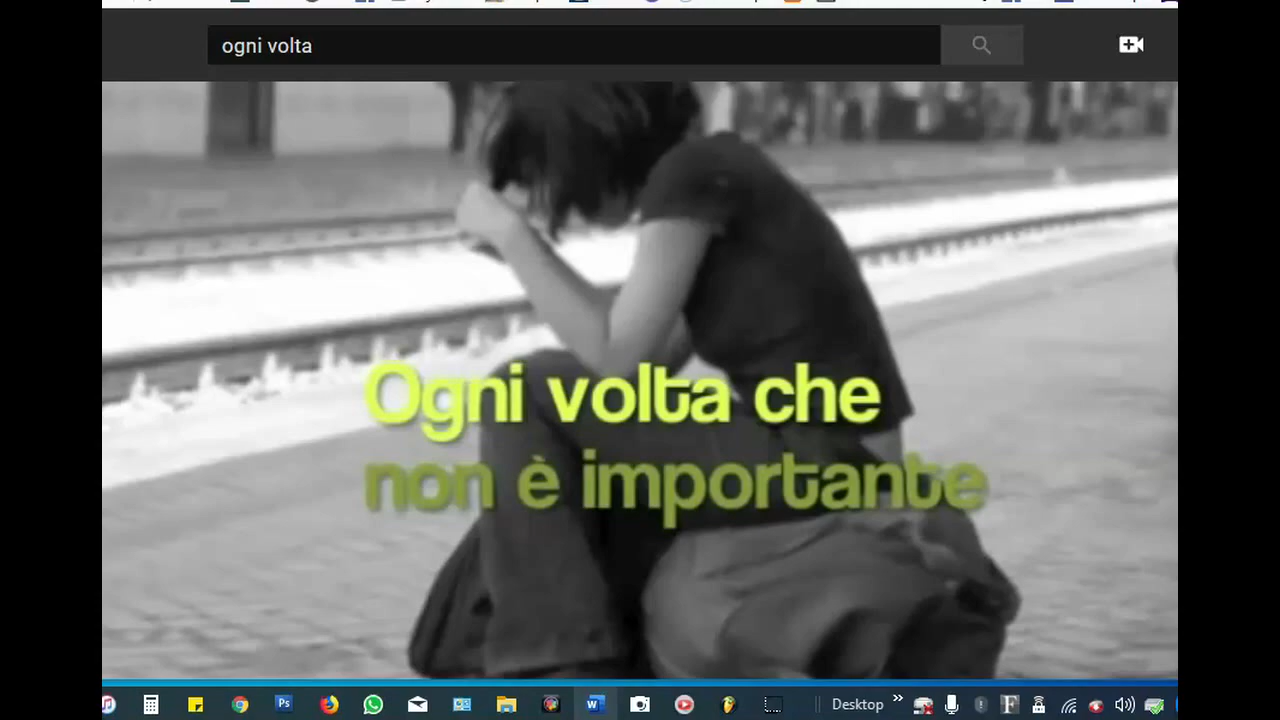 ogni volta
Ogni volta che
non è importante
Desktop